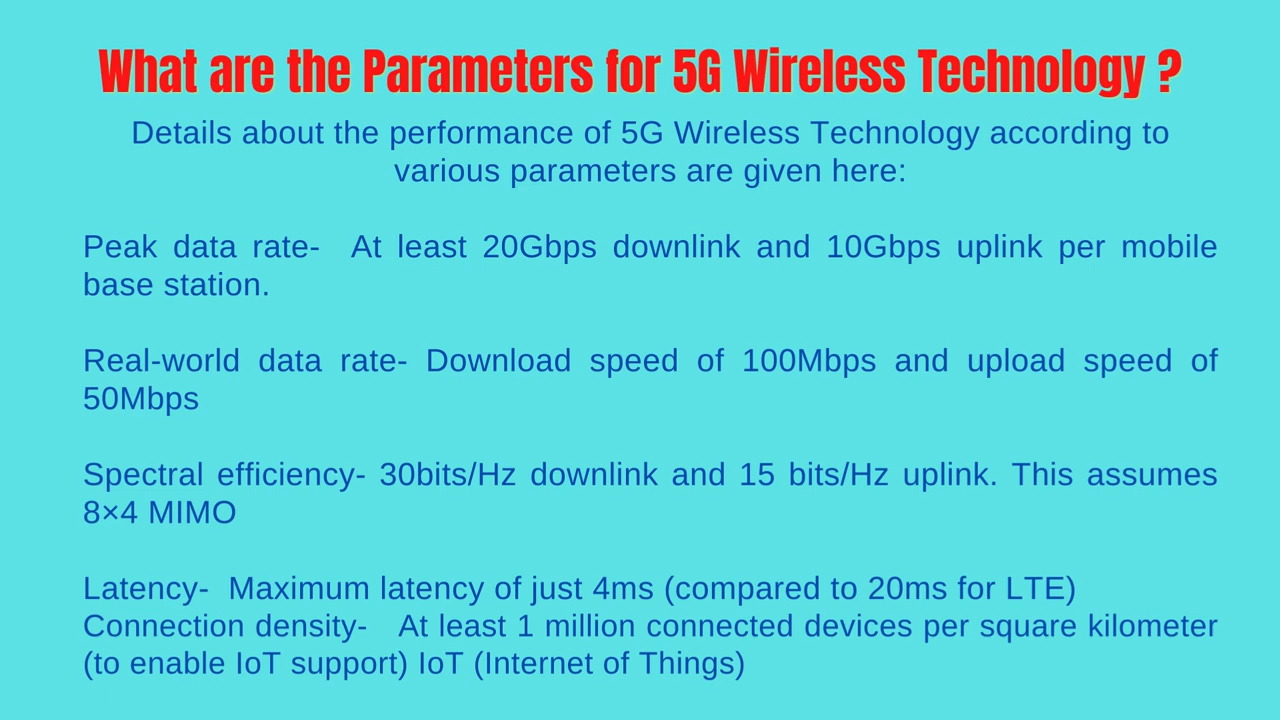 What are the Parameters for 5G Wireless Technology ?
Details about the performance of 5G Wireless Technology according to
various parameters are given here:
Peak data rate- At least 20Gbps downlink and 10Gbps uplink per mobile
base station.
Real-world data rate- Download speed of 100Mbps and upload speed of
50Mbps
Spectral efficiency- 30bits/Hz downlink and 15 bits/Hz uplink. This assumes
8×4 MIMO
Latency- Maximum latency of just 4ms (compared to 20ms for LTE)
Connection density- At least 1 million connected devices per square kilometer
(to enable IoT support) IoT (Internet of Things)